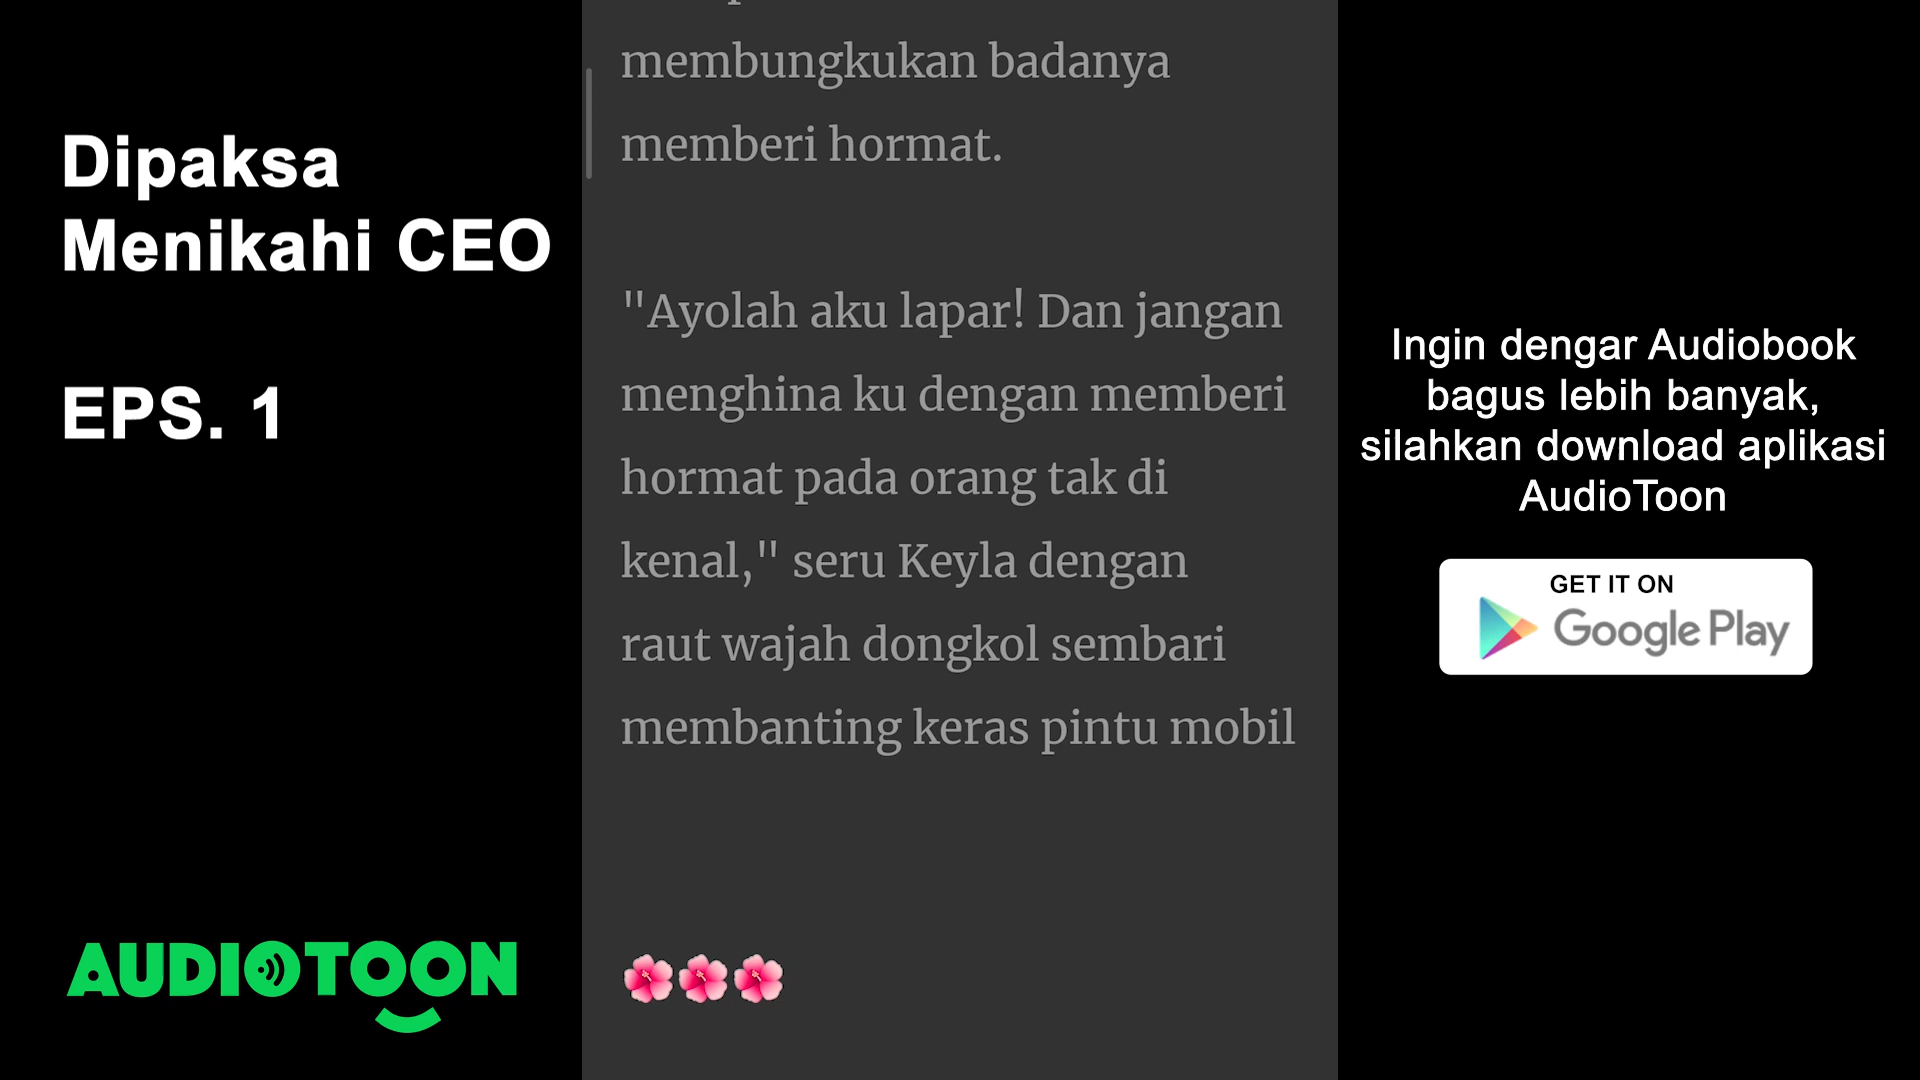 Dipaksa
Menikahi CEO
EPS. 1
AUDIOTOON
membungkukan badanya
memberi hormat.
"Ayolah aku lapar! Dan jangan
menghina ku dengan memberi
hormat pada orang tak di
kenal," seru Keyla dengan
raut wajah dongkol sembari
membanting keras pintu mobil
Ingin dengar Audiobook
bagus lebih banyak,
silahkan download aplikasi
AudioToon
GET IT ON
Google Play